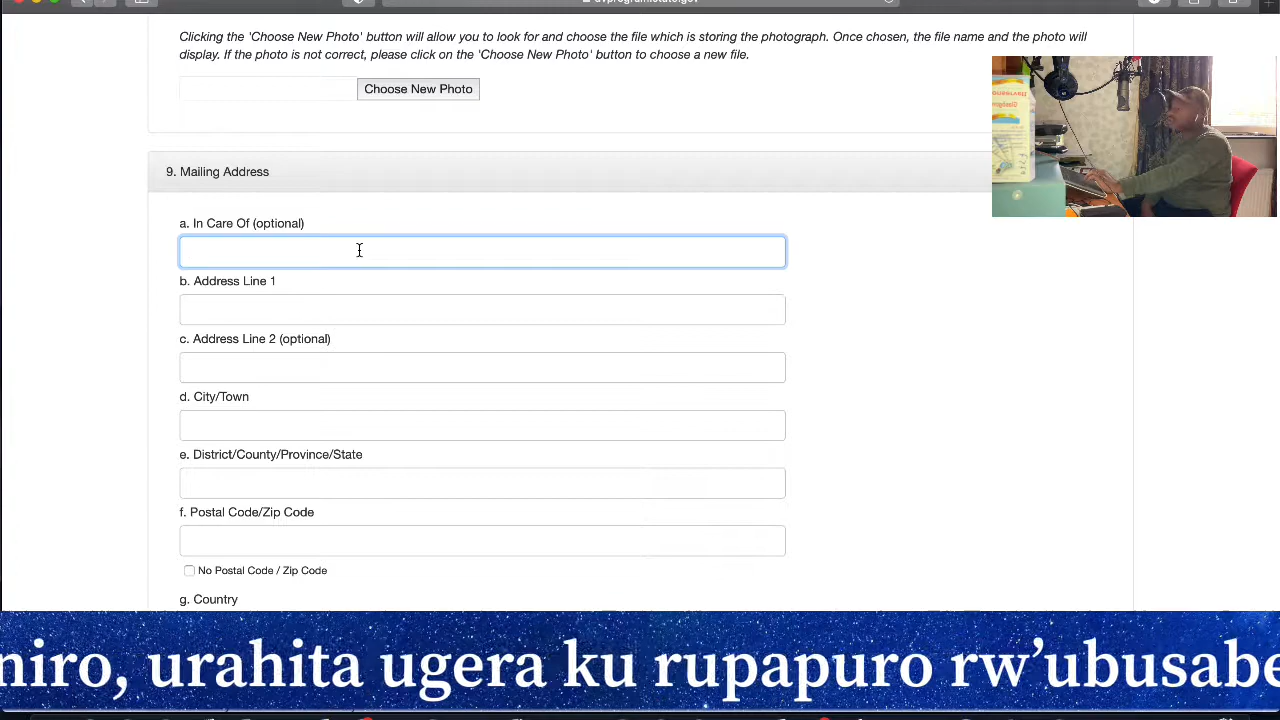 Clicking the 'Choose New Photo' button will allow you to look for and choose the file which is storing the photograph. Once chosen, the file name and the photo will
display. If the photo is not correct, please click on the 'Choose New Photo' button to choose a new file.
Choose New Photo
9. Mailing Address
a. In Care Of (optional)
b. Address Line 1
c. Address Line 2 (optional)
d. City/Town
e. District/County/Province/State
f. Postal Code/Zip Code
No Postal Code / Zip Code
g. Country
niro, urahita ugera ku rupapuro rw’ubusabe